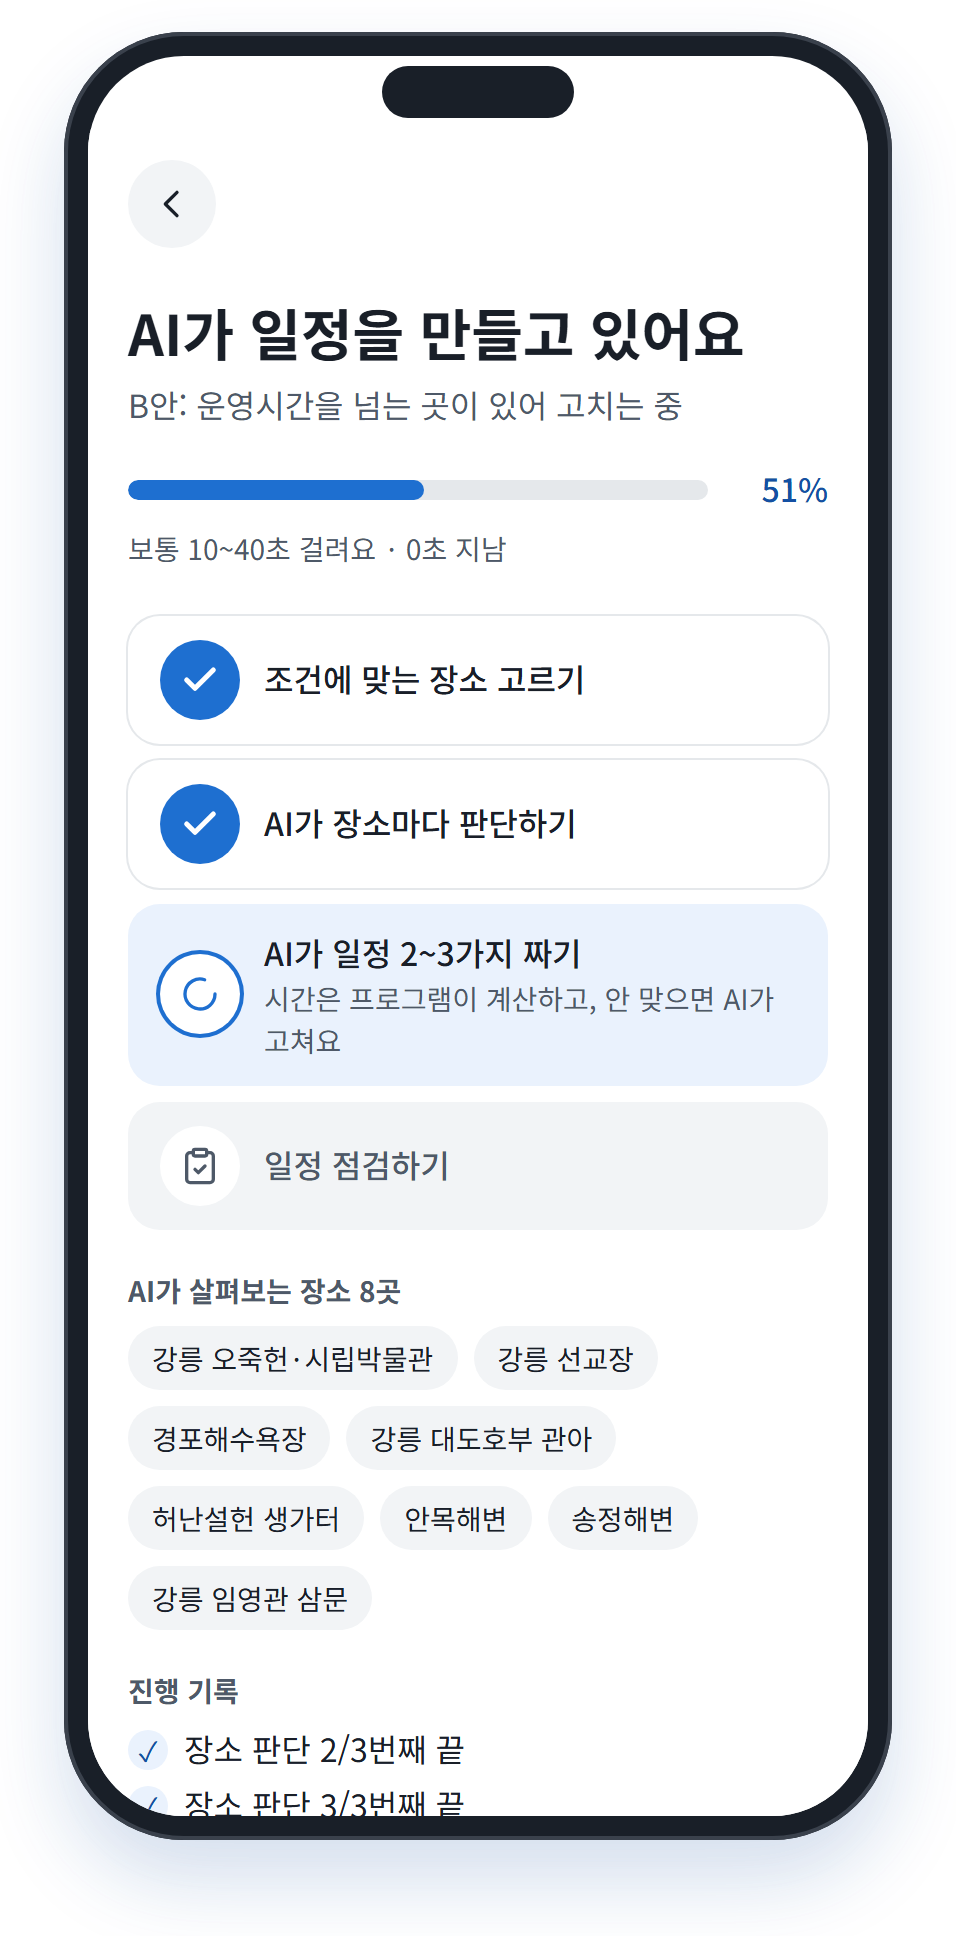 AI가 일정을 만들고 있어요
B안: 운영시간을 넘는 곳이 있어 고치는 중
51%
보통 10~40초 걸려요 · 0초 지남
조건에 맞는 장소 고르기
AI가 장소마다 판단하기
AI가 일정 2~3가지 짜기
시간은 프로그램이 계산하고, 안 맞으면 AI가
고쳐요
일정 점검하기
AI가 살펴보는 장소 8곳
강릉 오죽헌·시립박물관 강릉 선교장
경포해수욕장 강릉 대도호부 관아
허난설헌 생가터 안목해변 송정해변
강릉 임영관 삼문
진행 기록
✓ 장소 판단 2/3번째 끝
✓ 장소 판단 3/3번째 끝